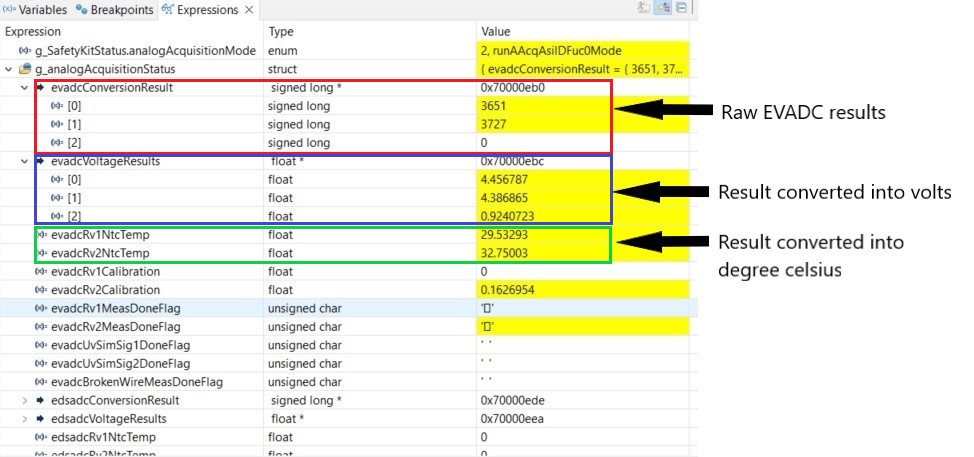 Variables Breakpoints Expressions
Expression Type Value
g_SafetyKitStatus.analogAcquisitionMode enum 2, runAAcqAsilDFuc0Mode
g_analogAcquisitionStatus struct { evadcConversionResult = { 3651, 37...
evadcConversionResult signed long * 0x70000eb0
[0] signed long 3651
Raw EVADC results
[1] signed long 3727
[2] signed long 0
evadcVoltageResults float * 0x70000ebc
[0] float 4.456787
Result converted into volts
[1] float 4.386865
[2] float 0.9240723
evadcRv1NtcTemp float 29.53293
Result converted into
evadcRv2NtcTemp float 32.75003
degree celsius
evadcRv1Calibration float 0
evadcRv2Calibration float 0.1626954
evadcRv1MeasDoneFlag unsigned char '▯'
evadcRv2MeasDoneFlag unsigned char '▯'
evadcUvSimSig1DoneFlag unsigned char ' '
evadcUvSimSig2DoneFlag unsigned char ' '
evadcBrokenWireMeasDoneFlag unsigned char ' '
edsadcConversionResult signed long * 0x70000ede
edsadcVoltageResults float * 0x70000eea
edsadcRv1NtcTemp float 0
edsadcRv2NtcTemp float 0